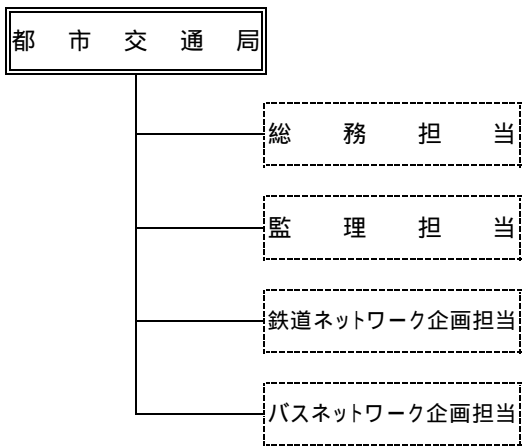 都市交通局
総務担当
監理担当
鉄道ネットワーク企画担当
バスネットワーク企画担当